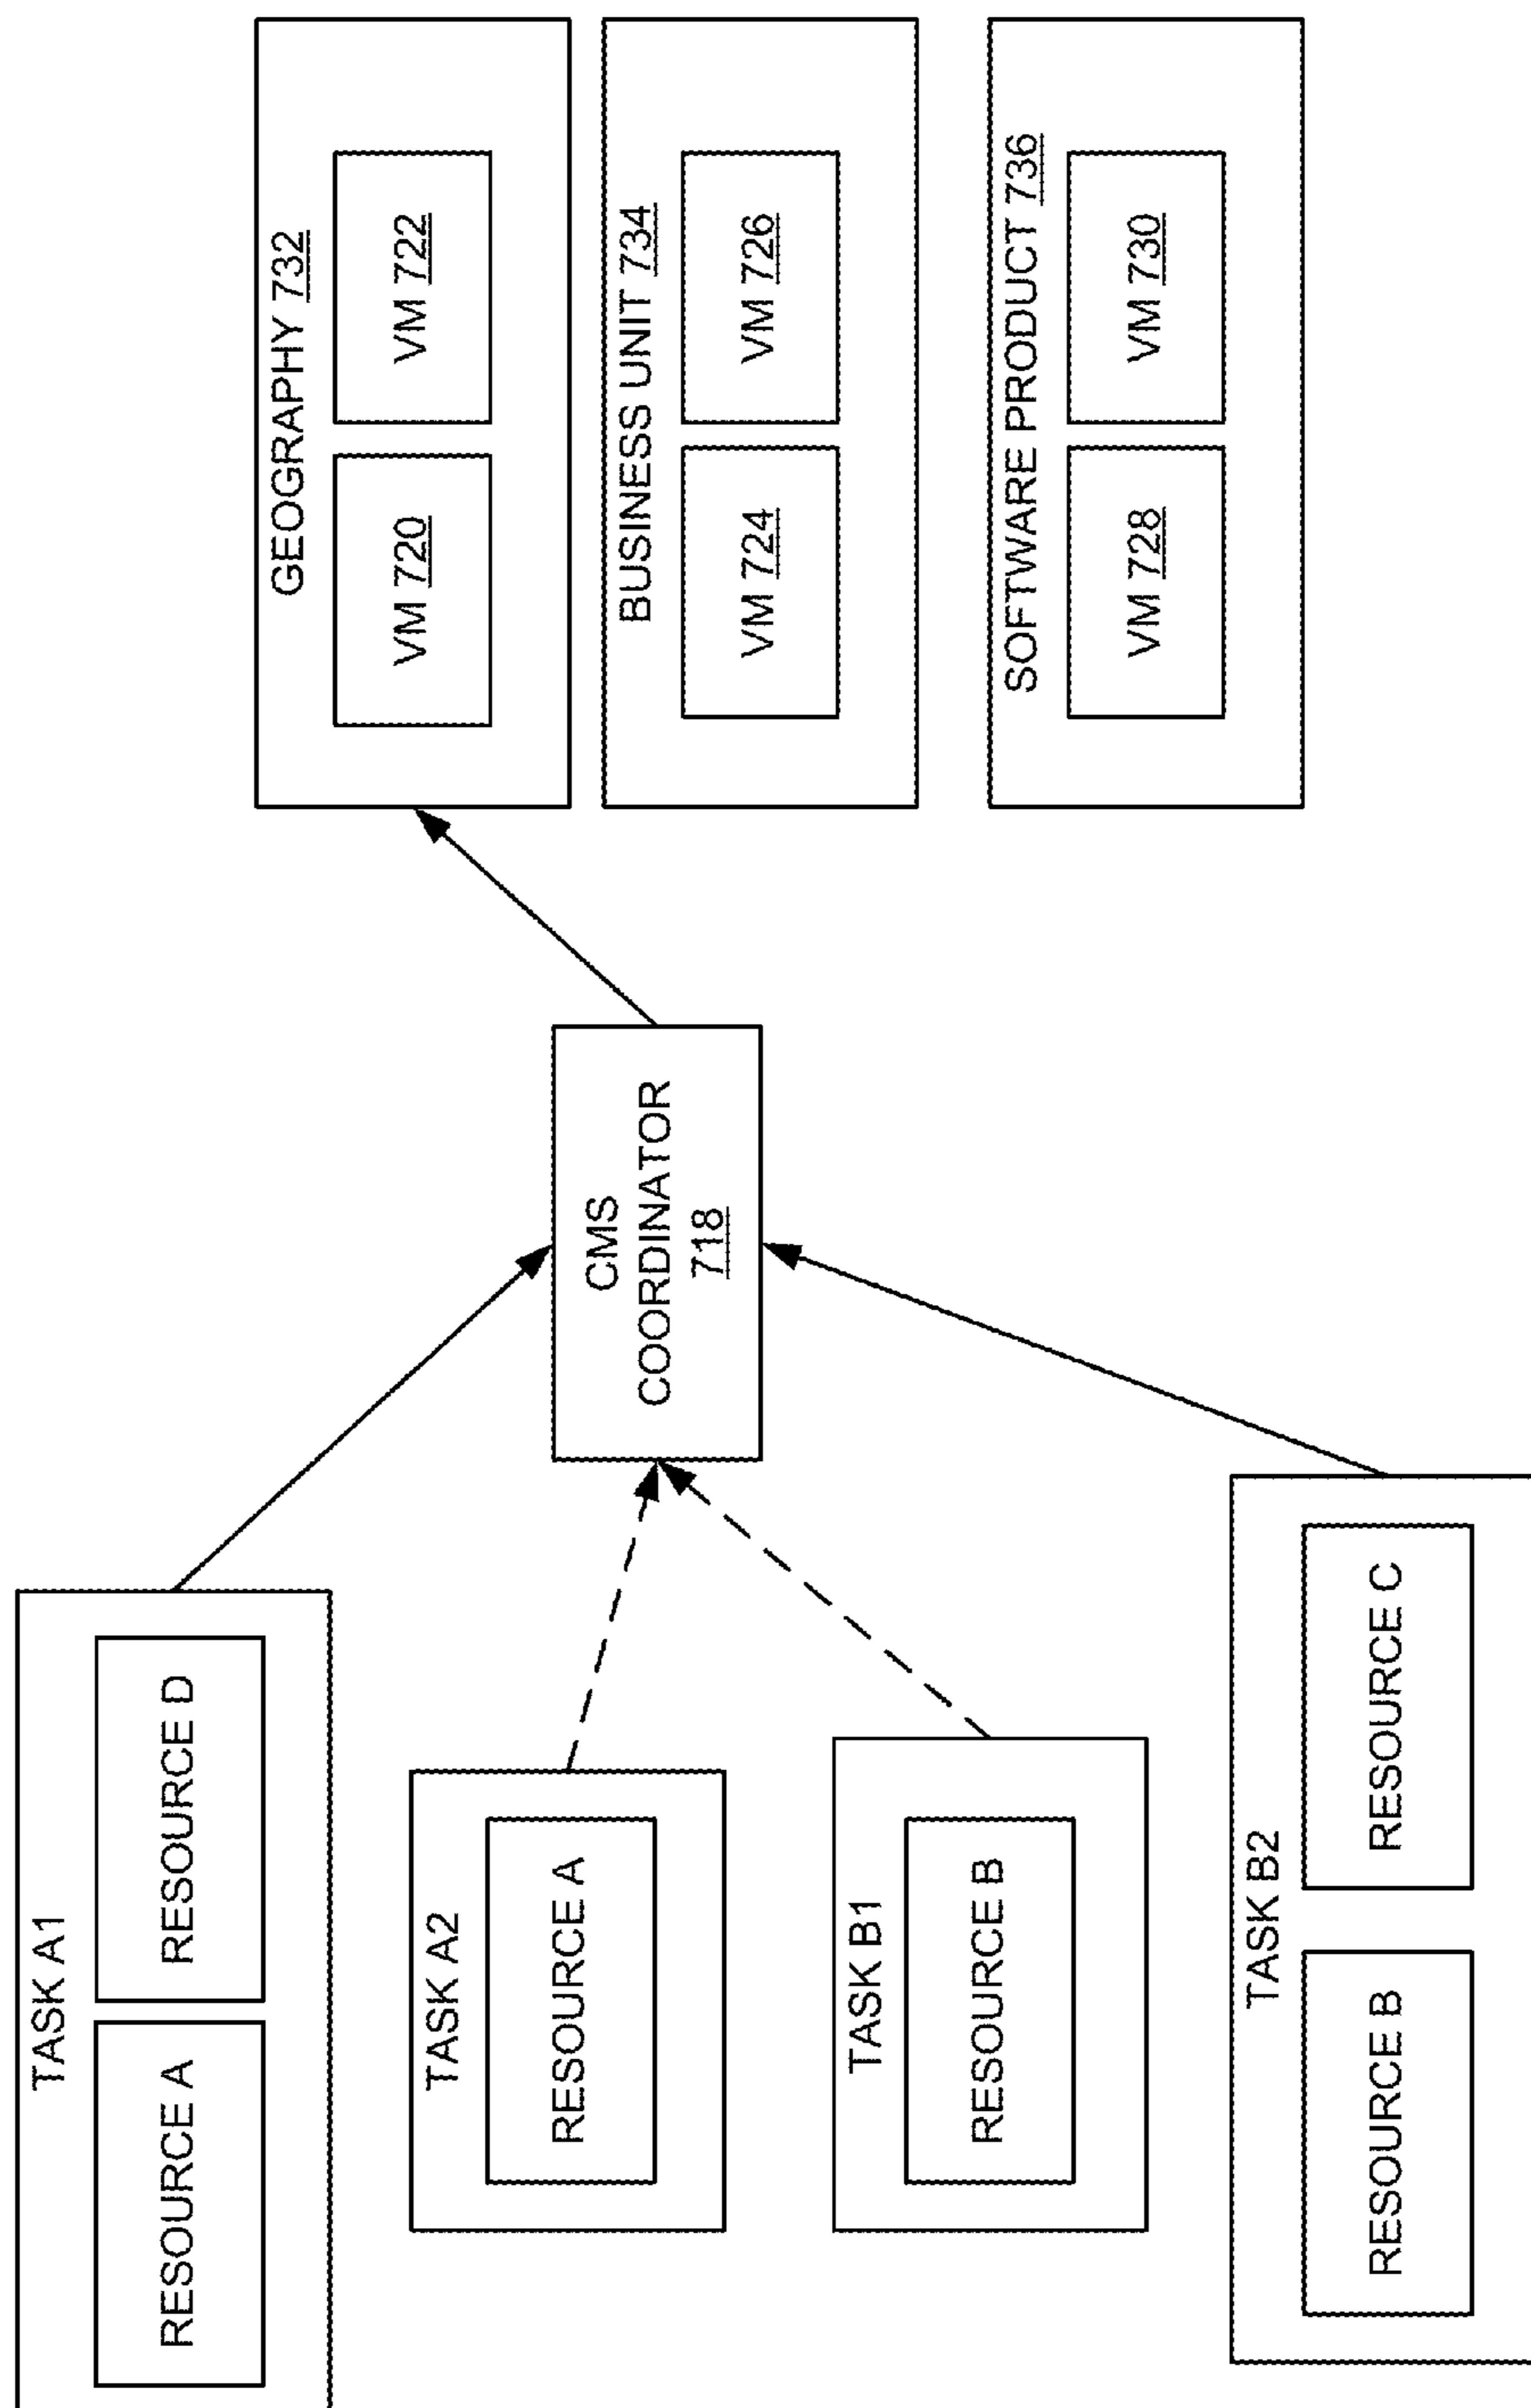 TASK A1
RESOURCE A
RESOURCE D
TASK A2
RESOURCE A
TASK B1
RESOURCE B
TASK B2
RESOURCE B
RESOURCE C
CMS
COORDINATOR
718
GEOGRAPHY 732
VM 720
VM 722
BUSINESS UNIT 734
VM 724
VM 726
SOFTWARE PRODUCT 736
VM 728
VM 730